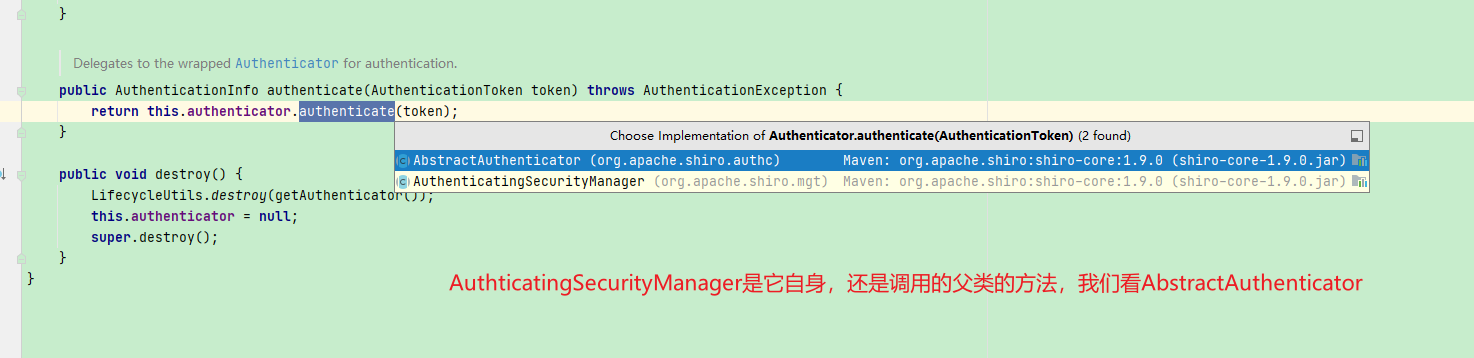 }
Delegates to the wrapped Authenticator for authentication.
public AuthenticationInfo authenticate(AuthenticationToken token) throws AuthenticationException {
return this.authenticator.authenticate(token);
}
Choose Implementation of Authenticator.authenticate(AuthenticationToken) (2 found)
AbstractAuthenticator (org.apache.shiro.authc) Maven: org.apache.shiro:shiro-core:1.9.0 (shiro-core-1.9.0.jar)
AuthenticatingSecurityManager (org.apache.shiro.mgt) Maven: org.apache.shiro:shiro-core:1.9.0 (shiro-core-1.9.0.jar)
public void destroy() {
LifecycleUtils.destroy(getAuthenticator());
this.authenticator = null;
super.destroy();
}
}
AuthticatingSecurityManager是它自身，还是调用的父类的方法，我们看AbstractAuthenticator